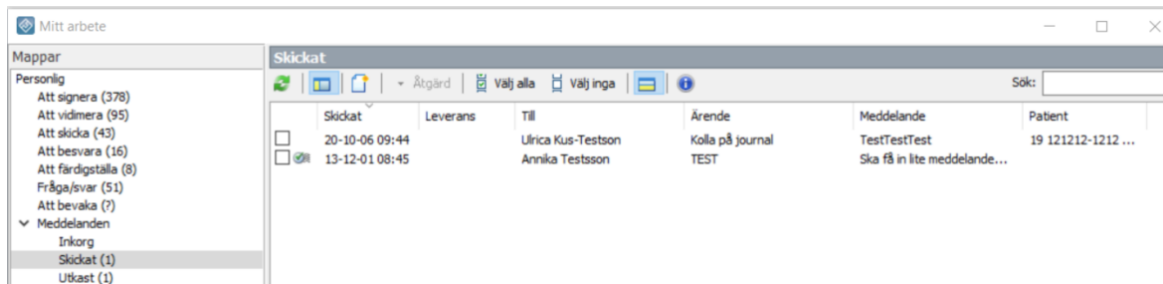 Mitt arbete
Mappar
Personlig
Att signera (378)
Att vidimera (95)
Att skicka (43)
Att besvara (16)
Att färdigställa (8)
Fråga/svar (51)
Att bevaka (?)
Meddelanden
Inkorg
Skickat (1)
Utkast (1)
Skickat
Åtgärd Välj alla Välj inga Sök:
Skickat Leverans Till Ärende Meddelande Patient
20-10-06 09:44 Ulrica Kus-Testson Kolla på journal TestTestTest 19 121212-1212 ...
13-12-01 08:45 Annika Testsson TEST Ska få in lite meddelande...